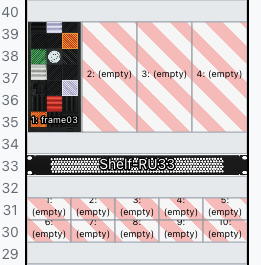 40
39
38
37
36
35
34
33
32
31
30
29
1: frame03
2: (empty)
3: (empty)
4: (empty)
Shelf-RU33
1: (empty)
2: (empty)
3: (empty)
4: (empty)
5: (empty)
6: (empty)
7: (empty)
8: (empty)
9: (empty)
10: (empty)